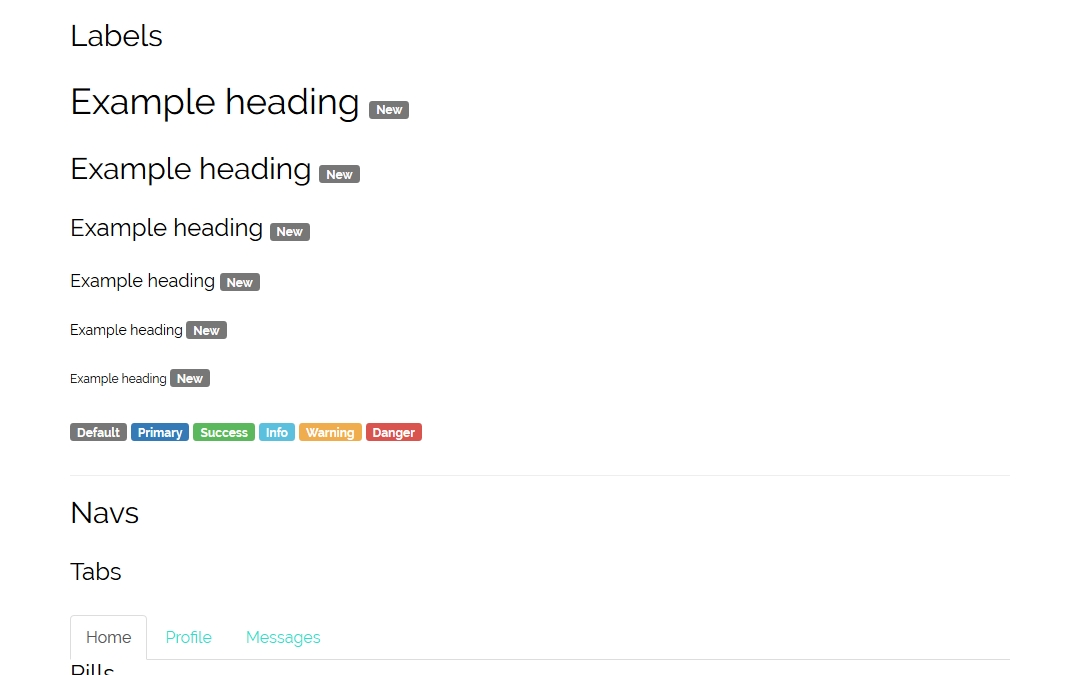 Labels
Example heading New
Example heading New
Example heading New
Example heading New
Example heading New
Example heading New
Default Primary Success Info Warning Danger
Navs
Tabs
Home Profile Messages
Pills